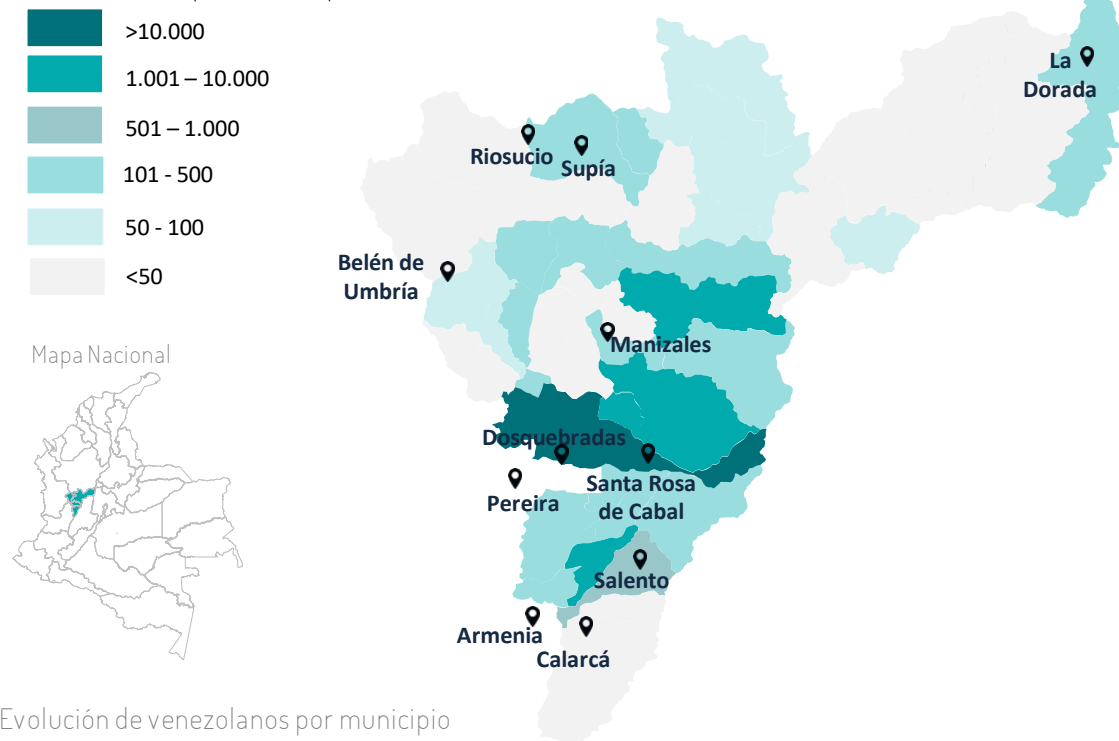 >10.000
1.001 – 10.000
501 – 1.000
101 - 500
50 - 100
<50
La
Dorada
Riosucio
Supía
Belén de
Umbría
Manizales
Dosquebradas
Santa Rosa
de Cabal
Pereira
Salento
Armenia
Calarcá
Mapa Nacional
Evolución de venezolanos por municipio